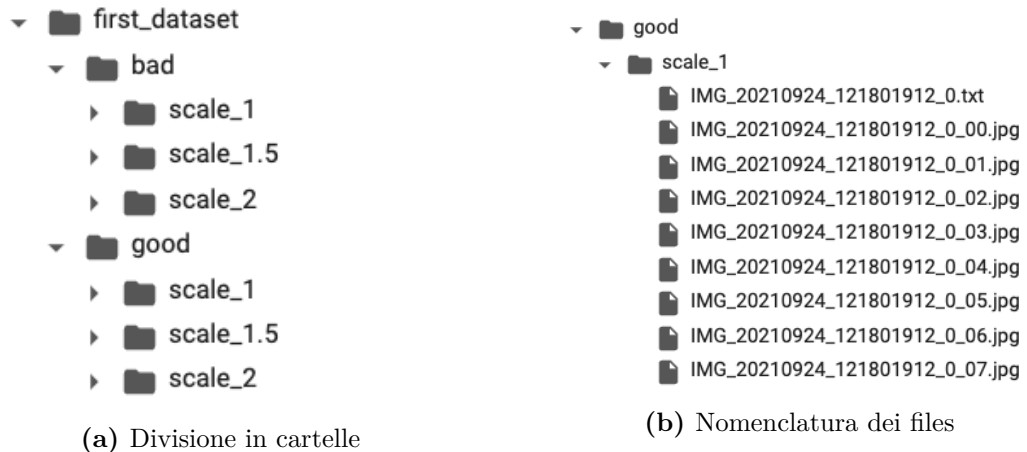 first_dataset
bad
scale_1
scale_1.5
scale_2
good
scale_1
scale_1.5
scale_2
(a) Divisione in cartelle
good
scale_1
IMG_20210924_121801912_0.txt
IMG_20210924_121801912_0_00.jpg
IMG_20210924_121801912_0_01.jpg
IMG_20210924_121801912_0_02.jpg
IMG_20210924_121801912_0_03.jpg
IMG_20210924_121801912_0_04.jpg
IMG_20210924_121801912_0_05.jpg
IMG_20210924_121801912_0_06.jpg
IMG_20210924_121801912_0_07.jpg
(b) Nomenclatura dei files